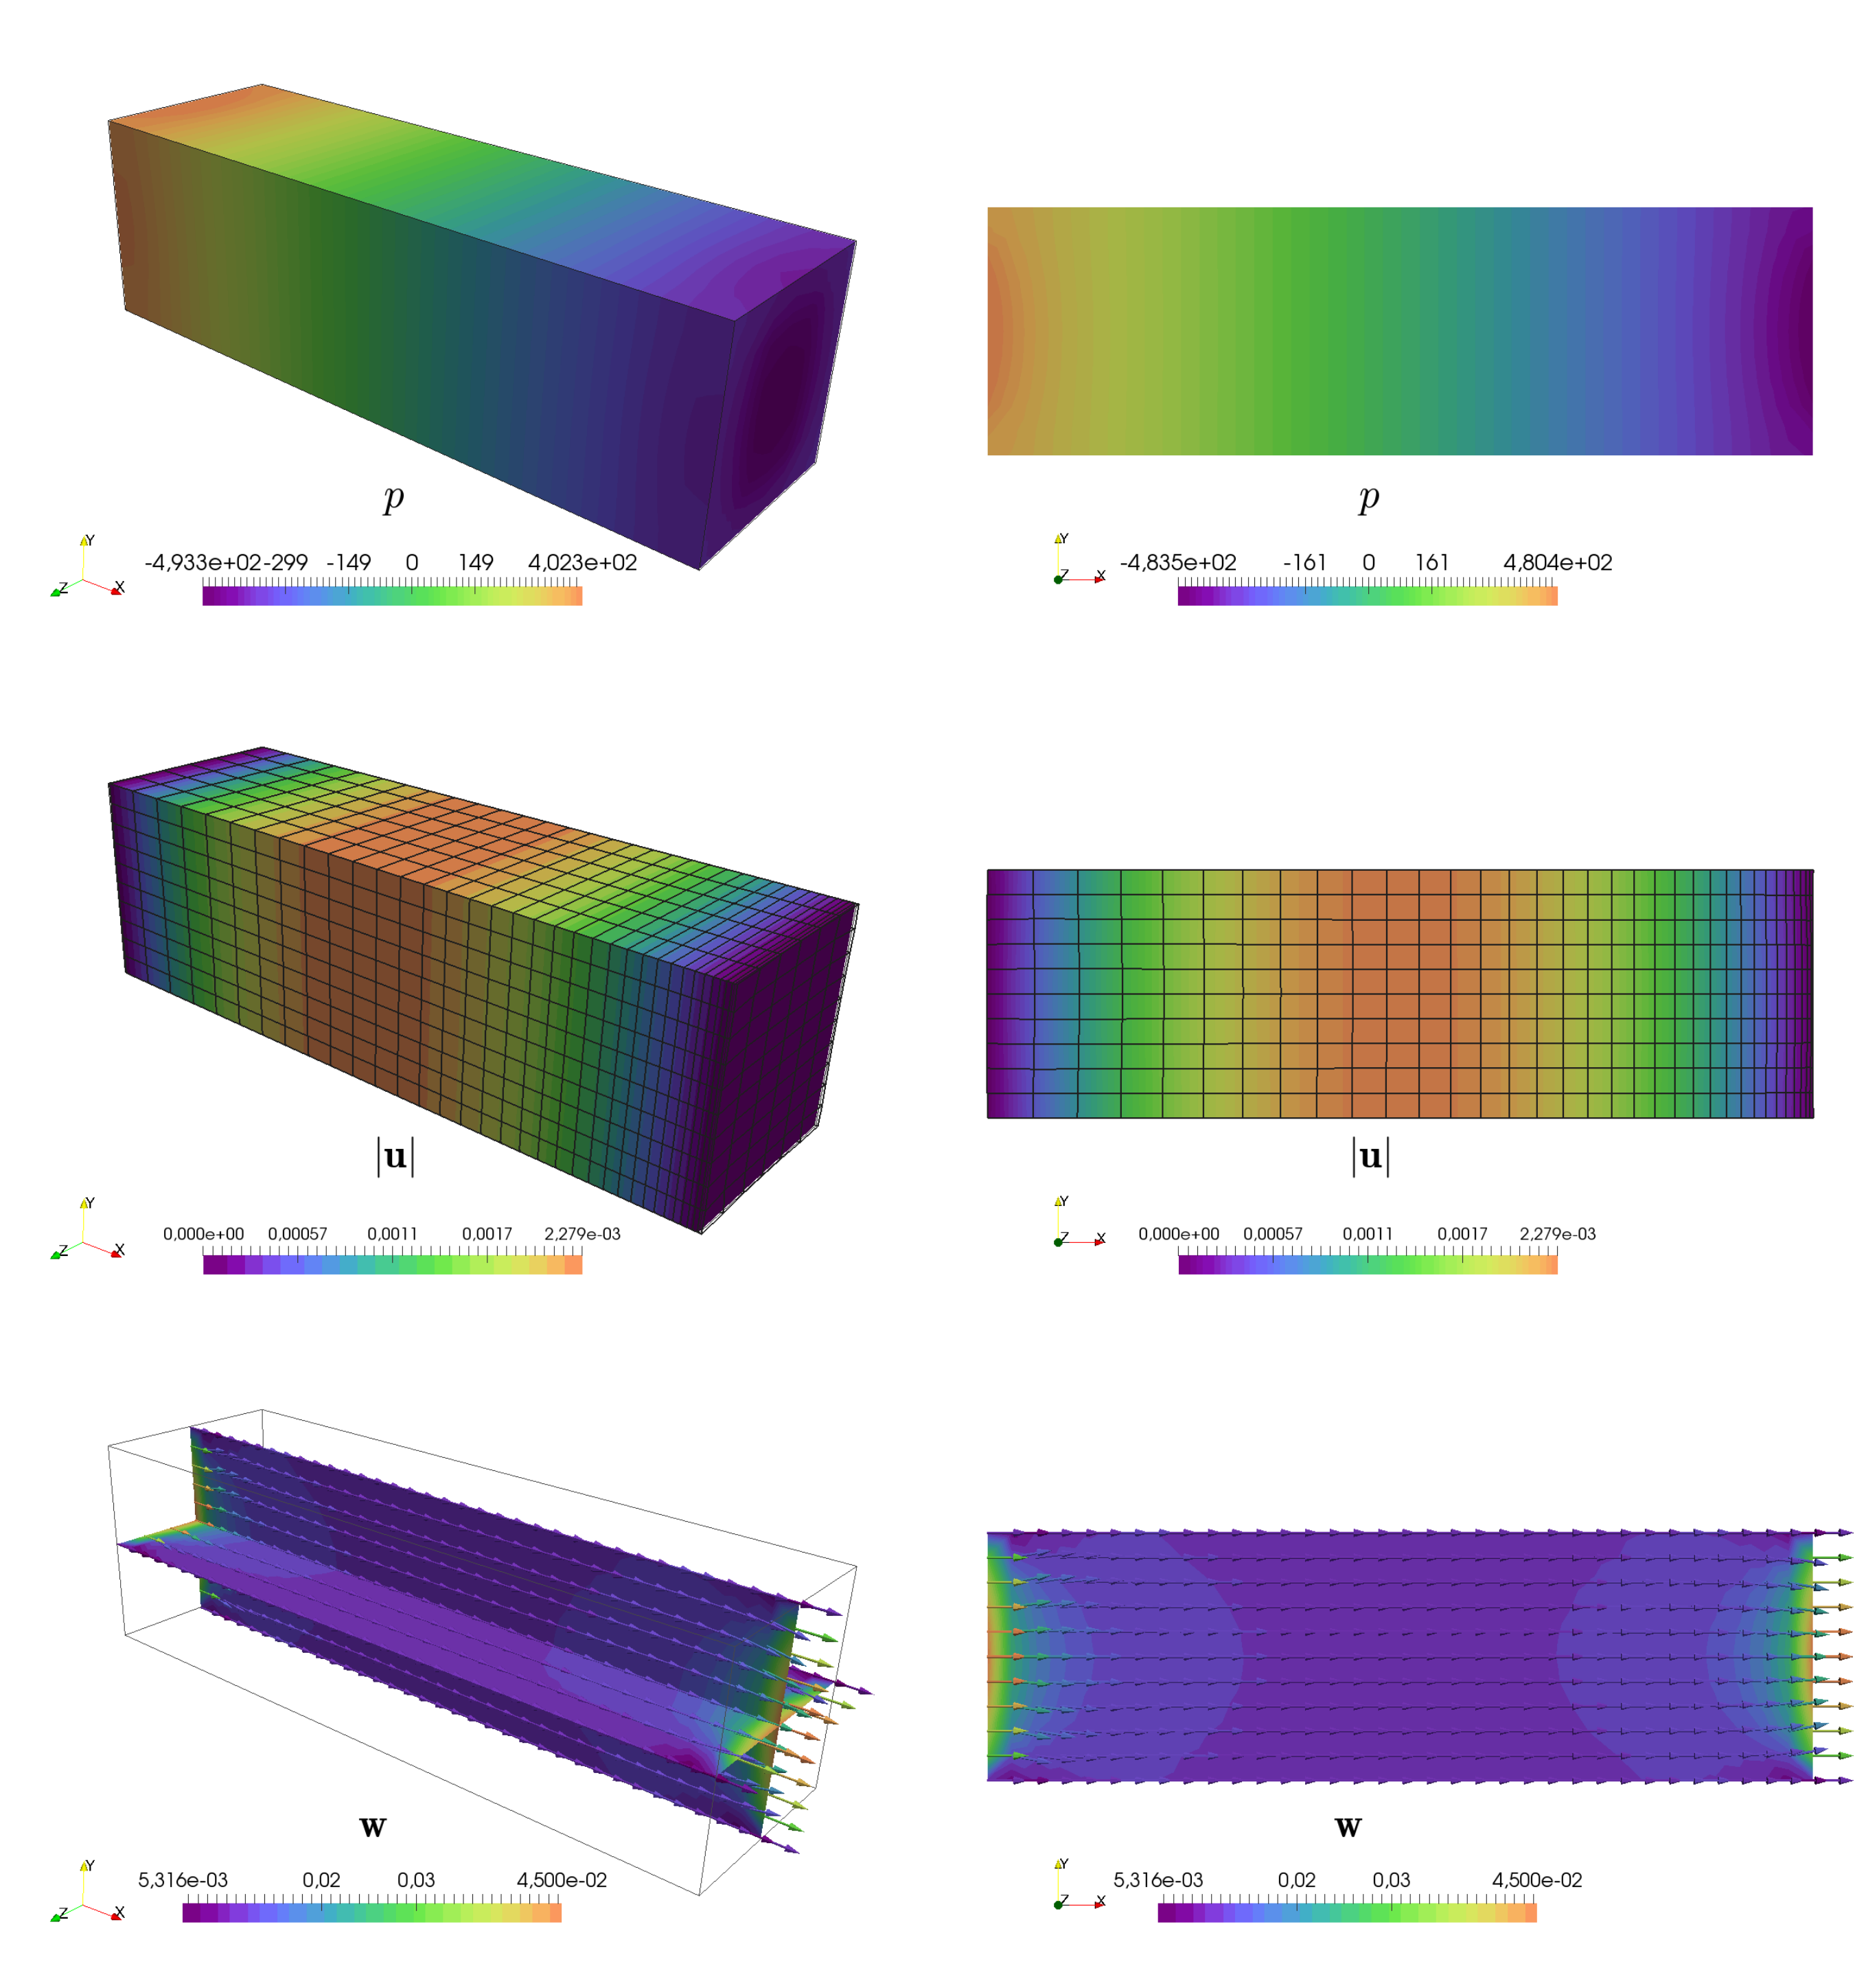 p
-4,933e+02 -299 -149 0 149 4,023e+02
Y
Z X
p
-4,835e+02 -161 0 161 4,804e+02
Y
Z X
|u|
0,000e+00 0,00057 0,0011 0,0017 2,279e-03
Y
Z X
|u|
0,000e+00 0,00057 0,0011 0,0017 2,279e-03
Y
Z X
w
5,316e-03 0,02 0,03 4,500e-02
Y
Z X
w
5,316e-03 0,02 0,03 4,500e-02
Y
Z X